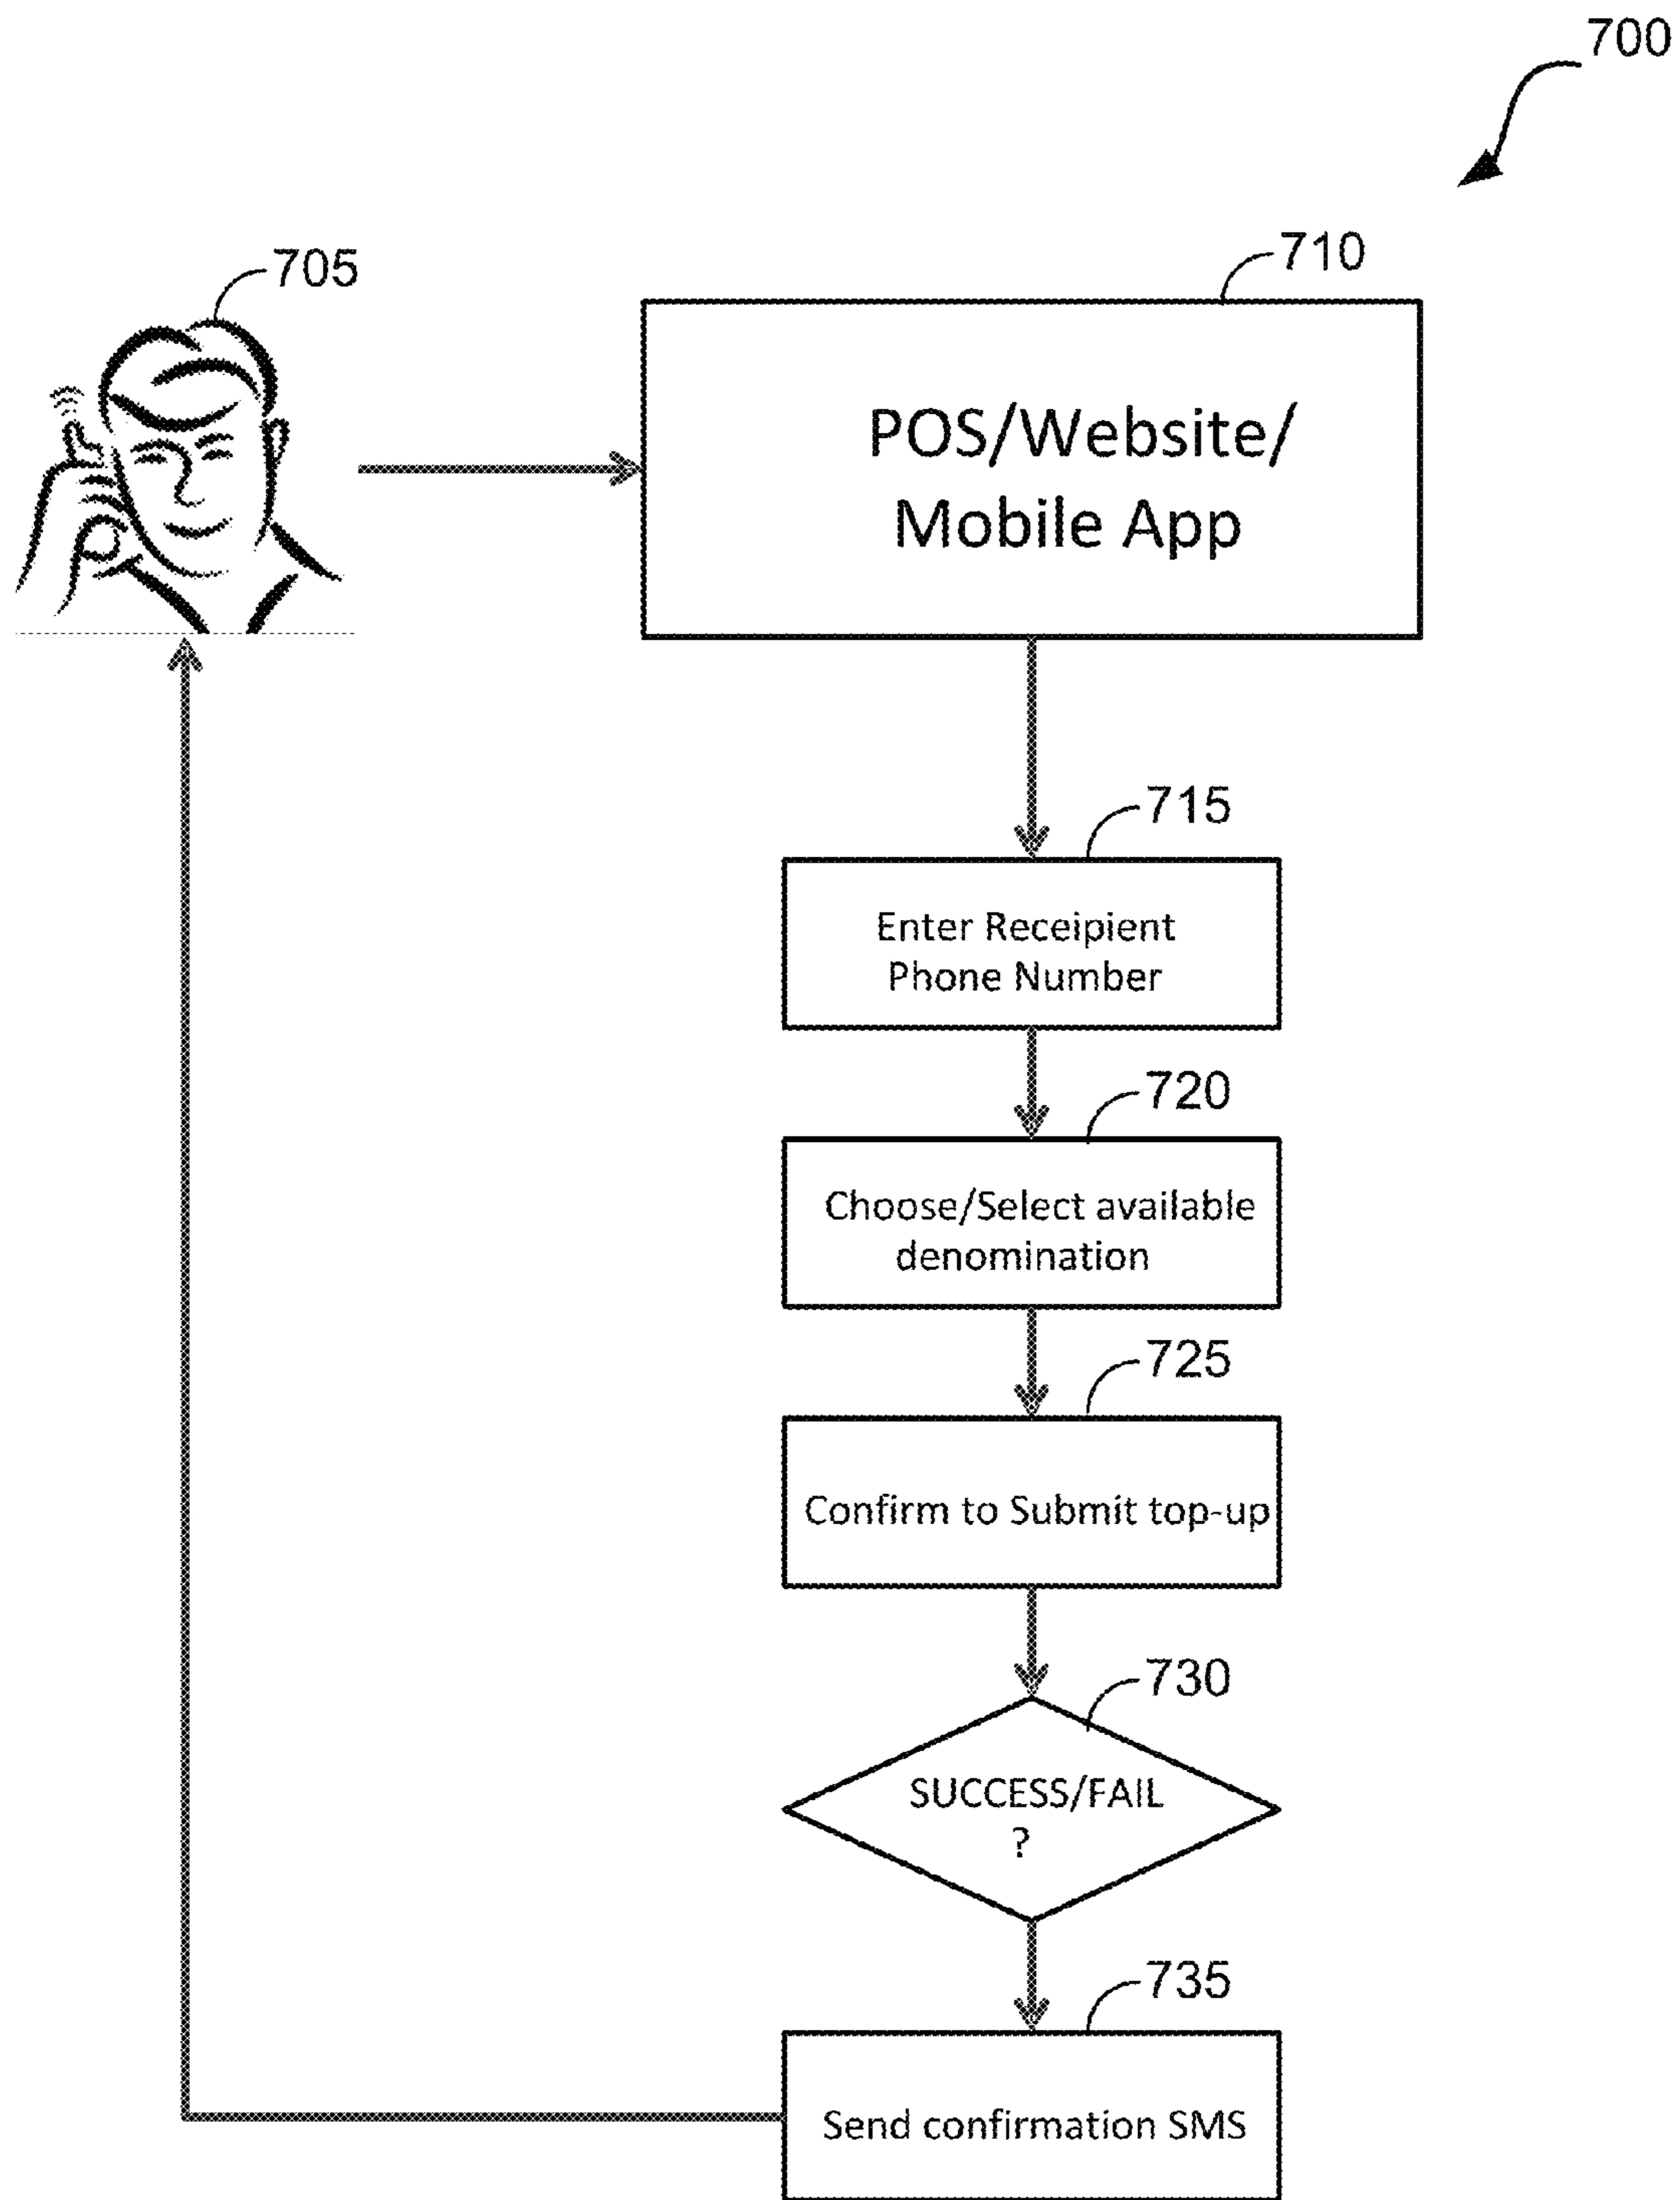 700
705
710
POS/Website/
Mobile App
715
Enter Receipient
Phone Number
720
Choose/Select available
denomination
725
Confirm to Submit top-up
730
SUCCESS/FAIL
?
735
Send confirmation SMS